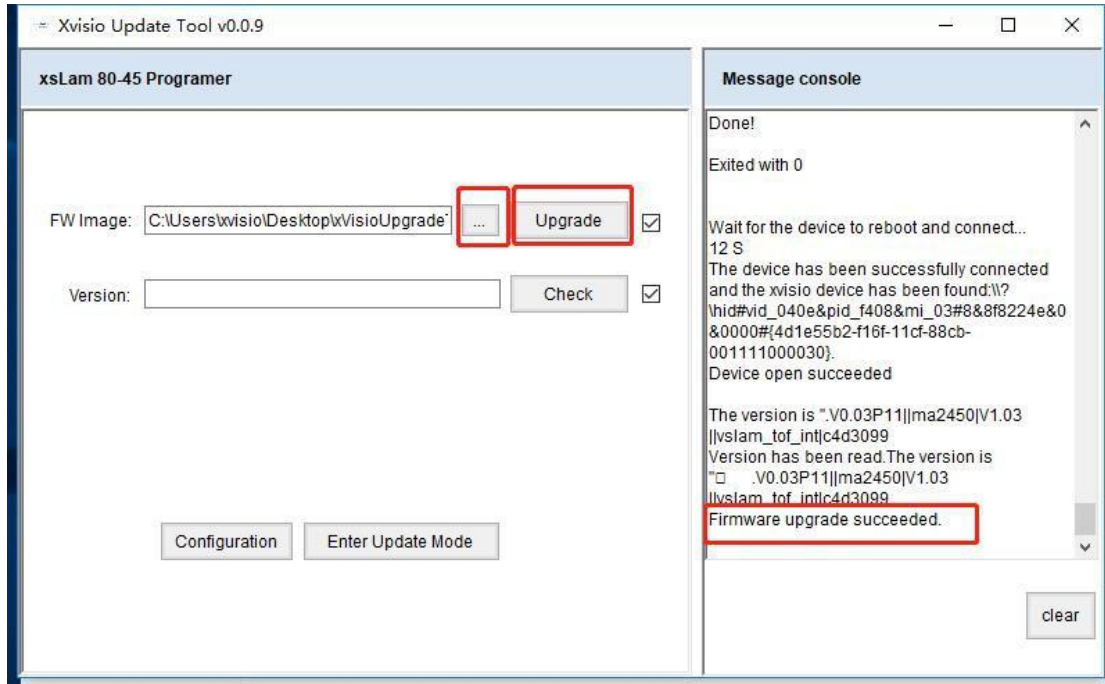 Xvisio Update Tool v0.0.9
xsLam 80-45 Programer
FW Image: C:\Users\xvisio\Desktop\xVisioUpgradeT ... Upgrade
Version: Check
Configuration Enter Update Mode
Message console
Done!
Exited with 0
Wait for the device to reboot and connect...
12 S
The device has been successfully connected
and the xvisio device has been found:\\?
\hid#vid_040e&pid_f408&mi_03#8&8f8224e&0
&0000#{4d1e55b2-f16f-11cf-88cb-
001111000030}.
Device open succeeded
The version is ".V0.03P11||ma2450|V1.03
||vslam_tof_int|c4d3099
Version has been read.The version is
"□ .V0.03P11||ma2450|V1.03
||vslam_tof_int|c4d3099
Firmware upgrade succeeded.
clear